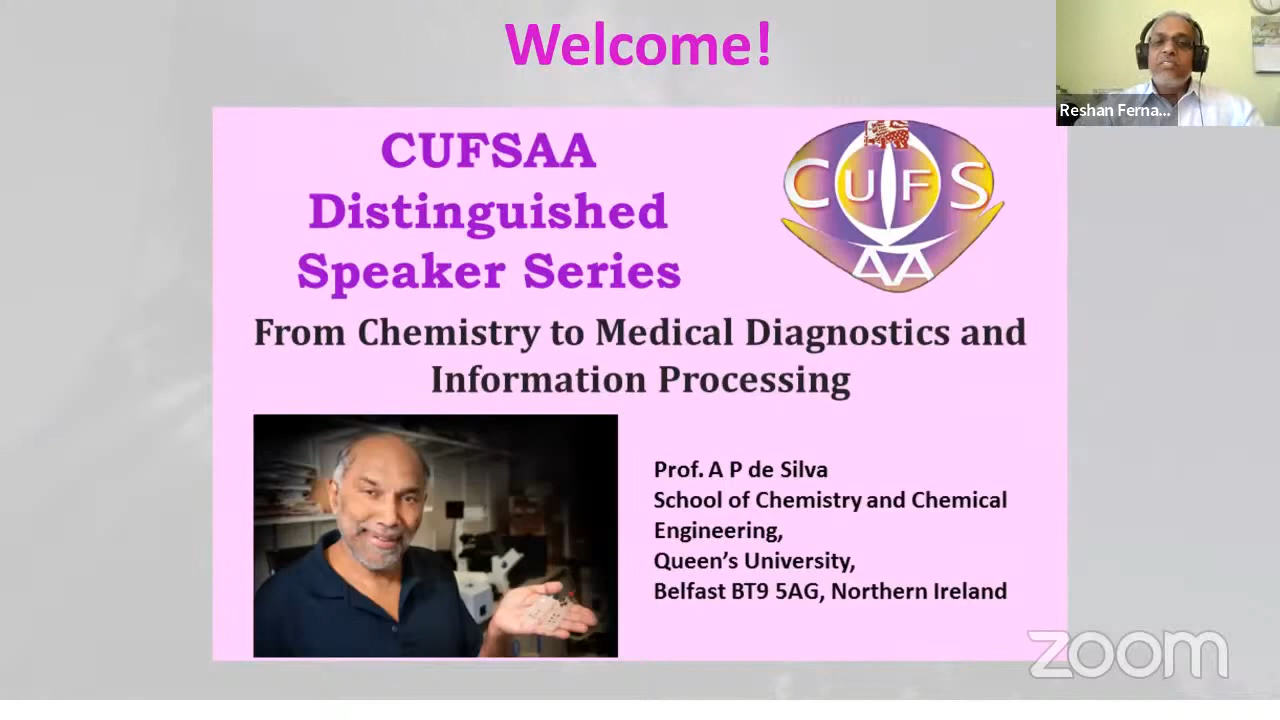 Welcome!
Reshan Ferna...
CUFSAA
Distinguished
Speaker Series
CUFS
AA
From Chemistry to Medical Diagnostics and
Information Processing
Prof. A P de Silva
School of Chemistry and Chemical
Engineering,
Queen's University,
Belfast BT9 5AG, Northern Ireland
zoom